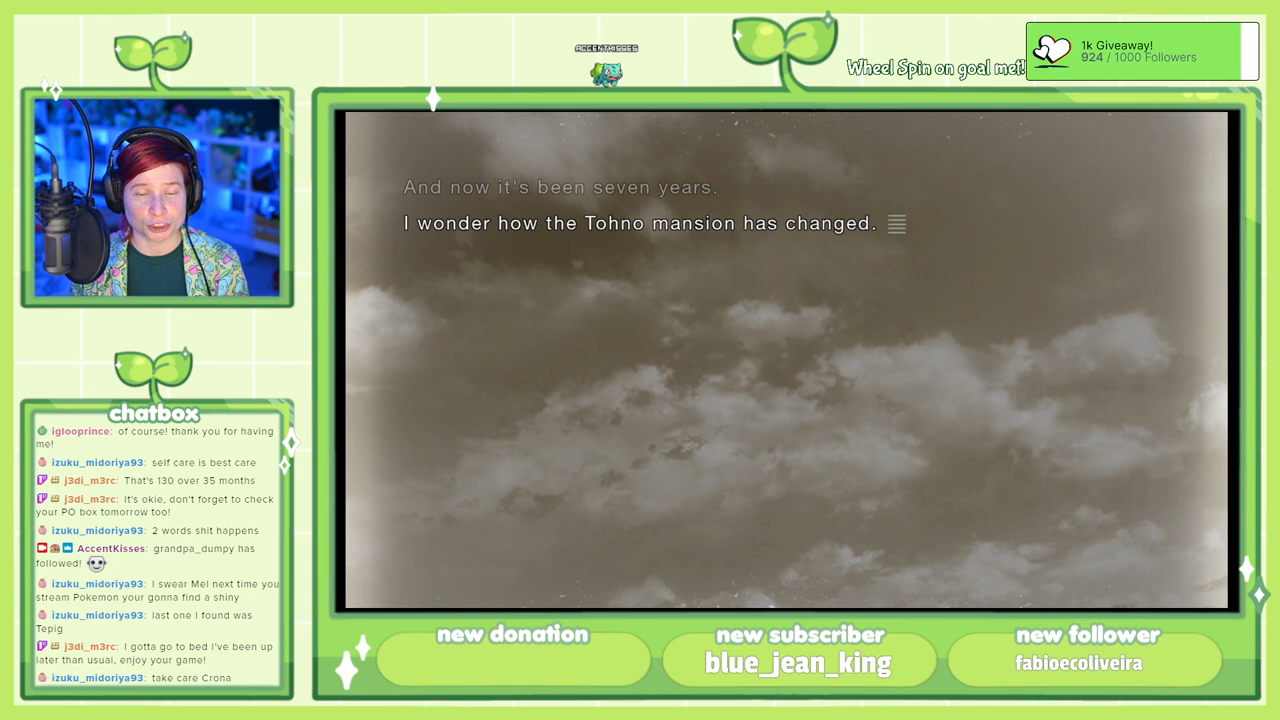 ACCENTKISSES
Wheel Spin on goal met!
1k Giveaway!
924 / 1000 Followers
And now it's been seven years.
I wonder how the Tohno mansion has changed.
chatbox
iglooprince: of course! thank you for having
me!
izuku_midoriya93: self care is best care
j3di_m3rc: That's 130 over 35 months
j3di_m3rc: It's okie, don't forget to check
your PO box tomorrow too!
izuku_midoriya93: 2 words shit happens
AccentKisses: grandpa_dumpy has
followed!
izuku_midoriya93: I swear Mel next time you
stream Pokemon your gonna find a shiny
izuku_midoriya93: last one I found was
Tepig
j3di_m3rc: I gotta go to bed I've been up
later than usual, enjoy your game!
izuku_midoriya93: take care Crona
new donation
new subscriber
blue_jean_king
new follower
fabioecoliveira